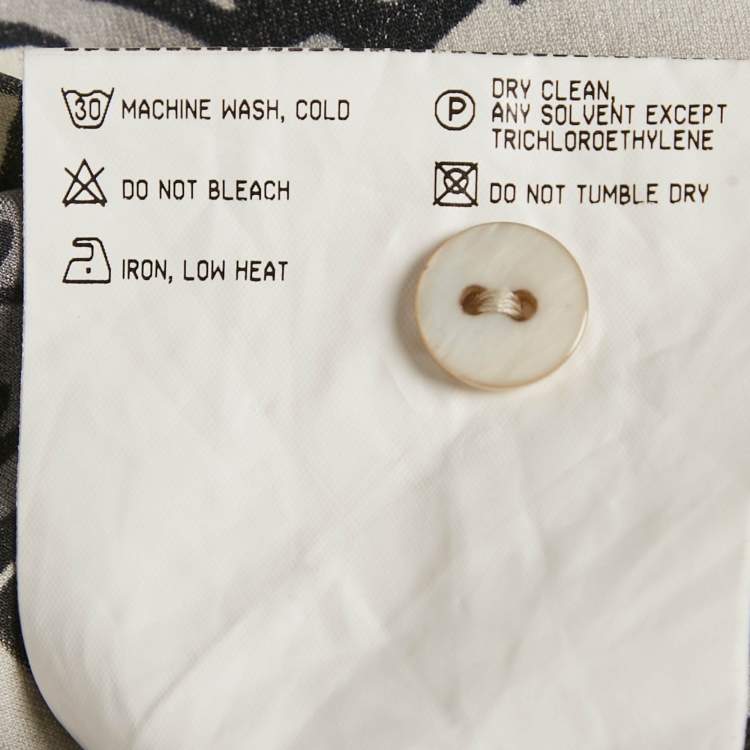 30 MACHINE WASH, COLD
DO NOT BLEACH
IRON, LOW HEAT
P DRY CLEAN,
ANY SOLVENT EXCEPT
TRICHLOROETHYLENE
DO NOT TUMBLE DRY